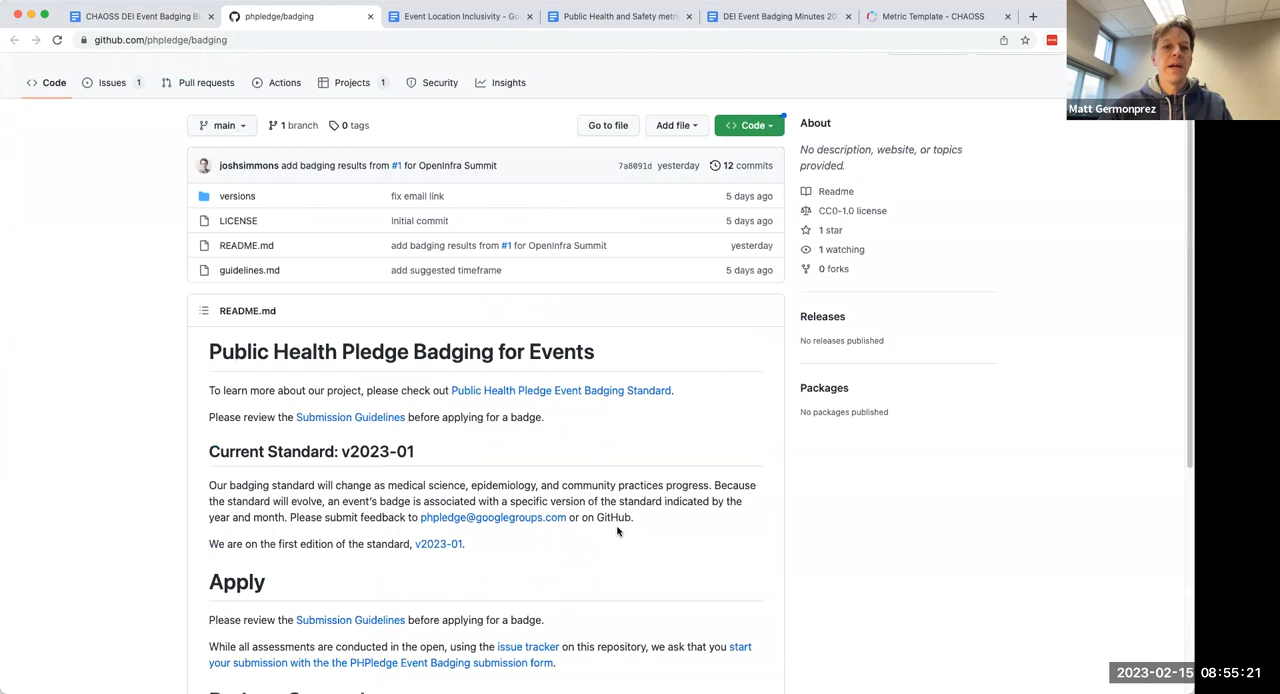 CHAOSS DEI Event Badging Bi
phpledge/badging
Event Location Inclusivity - Go
Public Health and Safety metri
DEI Event Badging Minutes 20
Metric Template - CHAOSS
github.com/phpledge/badging
Code
Issues 1
Pull requests
Actions
Projects 1
Security
Insights
main
1 branch
0 tags
Go to file
Add file
Code
joshsimmons add badging results from #1 for OpenInfra Summit
7a8091d yesterday
12 commits
versions fix email link 5 days ago
LICENSE Initial commit 5 days ago
README.md add badging results from #1 for OpenInfra Summit yesterday
guidelines.md add suggested timeframe 5 days ago
README.md
Public Health Pledge Badging for Events
To learn more about our project, please check out Public Health Pledge Event Badging Standard.
Please review the Submission Guidelines before applying for a badge.
Current Standard: v2023-01
Our badging standard will change as medical science, epidemiology, and community practices progress. Because
the standard will evolve, an event's badge is associated with a specific version of the standard indicated by the
year and month. Please submit feedback to phpledge@googlegroups.com or on GitHub.
We are on the first edition of the standard, v2023-01.
Apply
Please review the Submission Guidelines before applying for a badge.
While all assessments are conducted in the open, using the issue tracker on this repository, we ask that you start
your submission with the the PHPledge Event Badging submission form.
About
No description, website, or topics
provided.
Readme
CC0-1.0 license
1 star
1 watching
0 forks
Releases
No releases published
Packages
No packages published
Matt Germonprez
2023-02-15 08:55:21